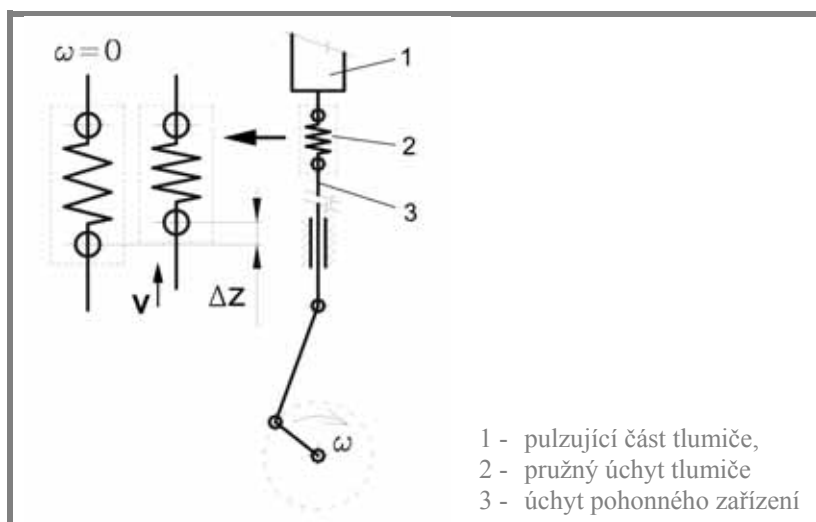 ω=0
1
2
3
v
Δz
ω
1 - pulzující část tlumiče,
2 - pružný úchyt tlumiče
3 - úchyt pohonného zařízení